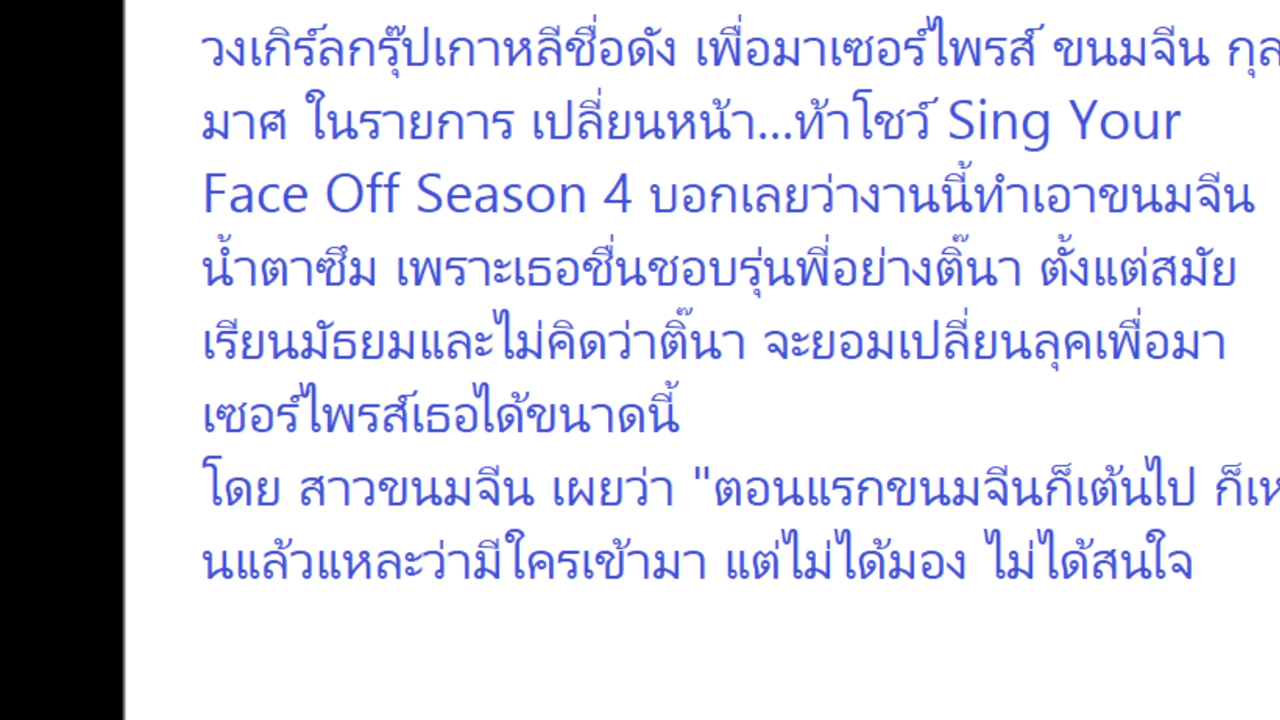 วงเกิร์ลกรุ๊ปเกาหลีชื่อดัง เพื่อมาเซอร์ไพรส์ ขนมจีน กุล
มาศ ในรายการ เปลี่ยนหน้า...ท้าโชว์ Sing Your
Face Off Season 4 บอกเลยว่างานนี้ทำเอาขนมจีน
น้ำตาซึม เพราะเธอชื่นชอบรุ่นพี่อย่างติ๊นา ตั้งแต่สมัย
เรียนมัธยมและไม่คิดว่าติ๊นา จะยอมเปลี่ยนลุคเพื่อมา
เซอร์ไพรส์เธอได้ขนาดนี้
โดย สาวขนมจีน เผยว่า "ตอนแรกขนมจีนก็เต้นไป ก็เห
นแล้วแหละว่ามีใครเข้ามา แต่ไม่ได้มอง ไม่ได้สนใจ